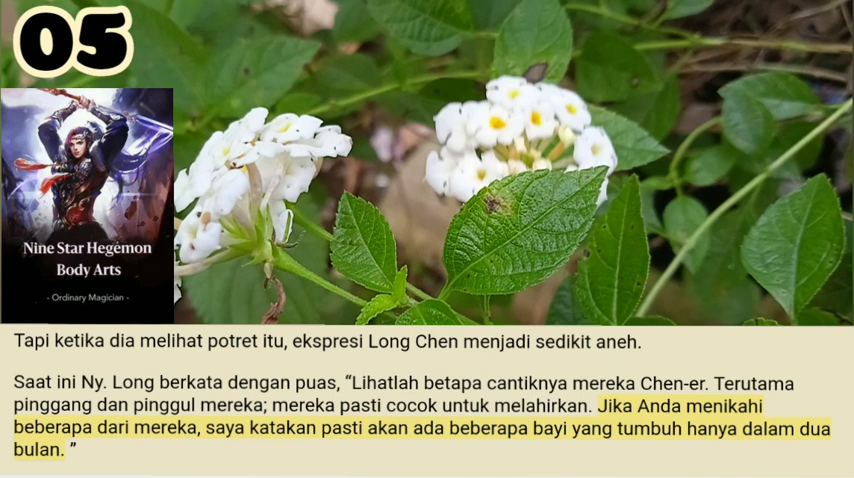 05
Nine Star Hegemon
Body Arts
- Ordinary Magician -
Tapi ketika dia melihat potret itu, ekspresi Long Chen menjadi sedikit aneh.
Saat ini Ny. Long berkata dengan puas, “Lihatlah betapa cantiknya mereka Chen-er. Terutama
pinggang dan pinggul mereka; mereka pasti cocok untuk melahirkan. Jika Anda menikahi
beberapa dari mereka, saya katakan pasti akan ada beberapa bayi yang tumbuh hanya dalam dua
bulan. ”